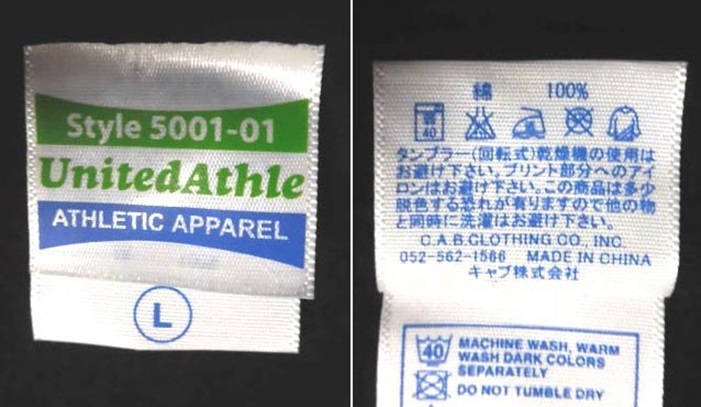 Style 5001-01
UnitedAthle
ATHLETIC APPAREL
L
綿 100%
40
タンブラー(回転式)乾燥機の使用は
お避け下さい。プリント部分へのアイ
ロンはお避け下さい。この商品は多少
脱色する恐れが有りますので他の物
と同時に洗濯はお避け下さい。
C.A.B.CLOTHING CO., INC.
052-562-1566 MADE IN CHINA
キャブ株式会社
40 MACHINE WASH, WARM
WASH DARK COLORS
SEPARATELY
DO NOT TUMBLE DRY